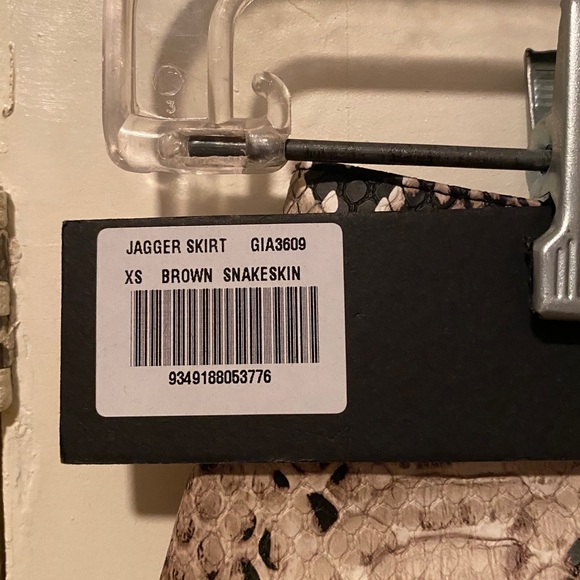 JAGGER SKIRT GIA3609
XS BROWN SNAKESKIN
9349188053776